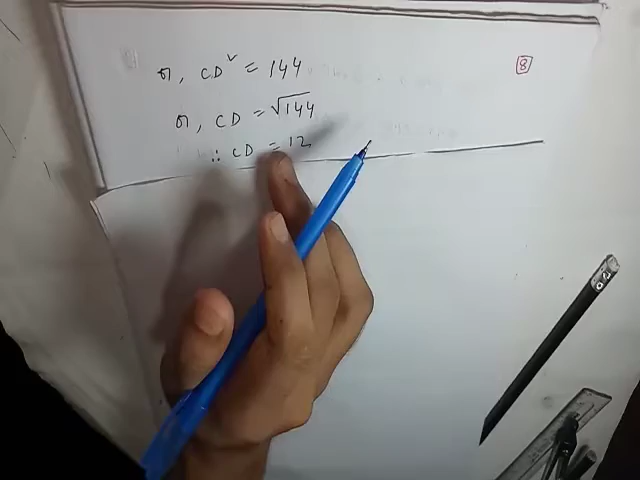 বা, CD² = 144
বা, CD = √144
∴ CD = 12
8